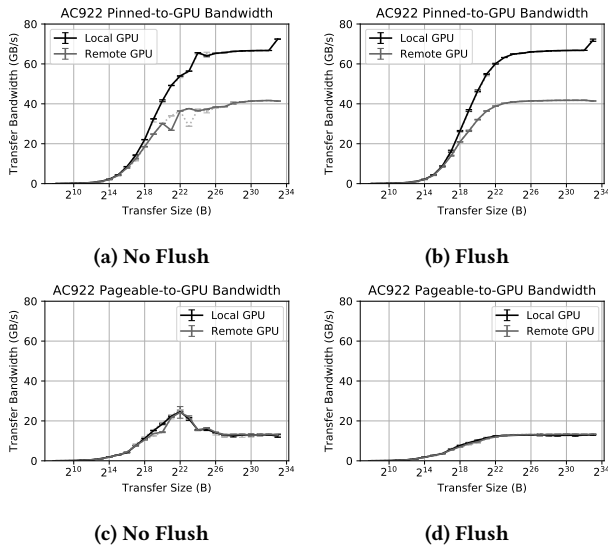 AC922 Pinned-to-GPU Bandwidth
Transfer Bandwidth (GB/s)
80
60
40
20
0
Local GPU
Remote GPU
2^10 2^14 2^18 2^22 2^26 2^30 2^34
Transfer Size (B)
(a) No Flush
AC922 Pinned-to-GPU Bandwidth
Transfer Bandwidth (GB/s)
80
60
40
20
0
Local GPU
Remote GPU
2^10 2^14 2^18 2^22 2^26 2^30 2^34
Transfer Size (B)
(b) Flush
AC922 Pageable-to-GPU Bandwidth
Transfer Bandwidth (GB/s)
80
60
40
20
0
Local GPU
Remote GPU
2^10 2^14 2^18 2^22 2^26 2^30 2^34
Transfer Size (B)
(c) No Flush
AC922 Pageable-to-GPU Bandwidth
Transfer Bandwidth (GB/s)
80
60
40
20
0
Local GPU
Remote GPU
2^10 2^14 2^18 2^22 2^26 2^30 2^34
Transfer Size (B)
(d) Flush